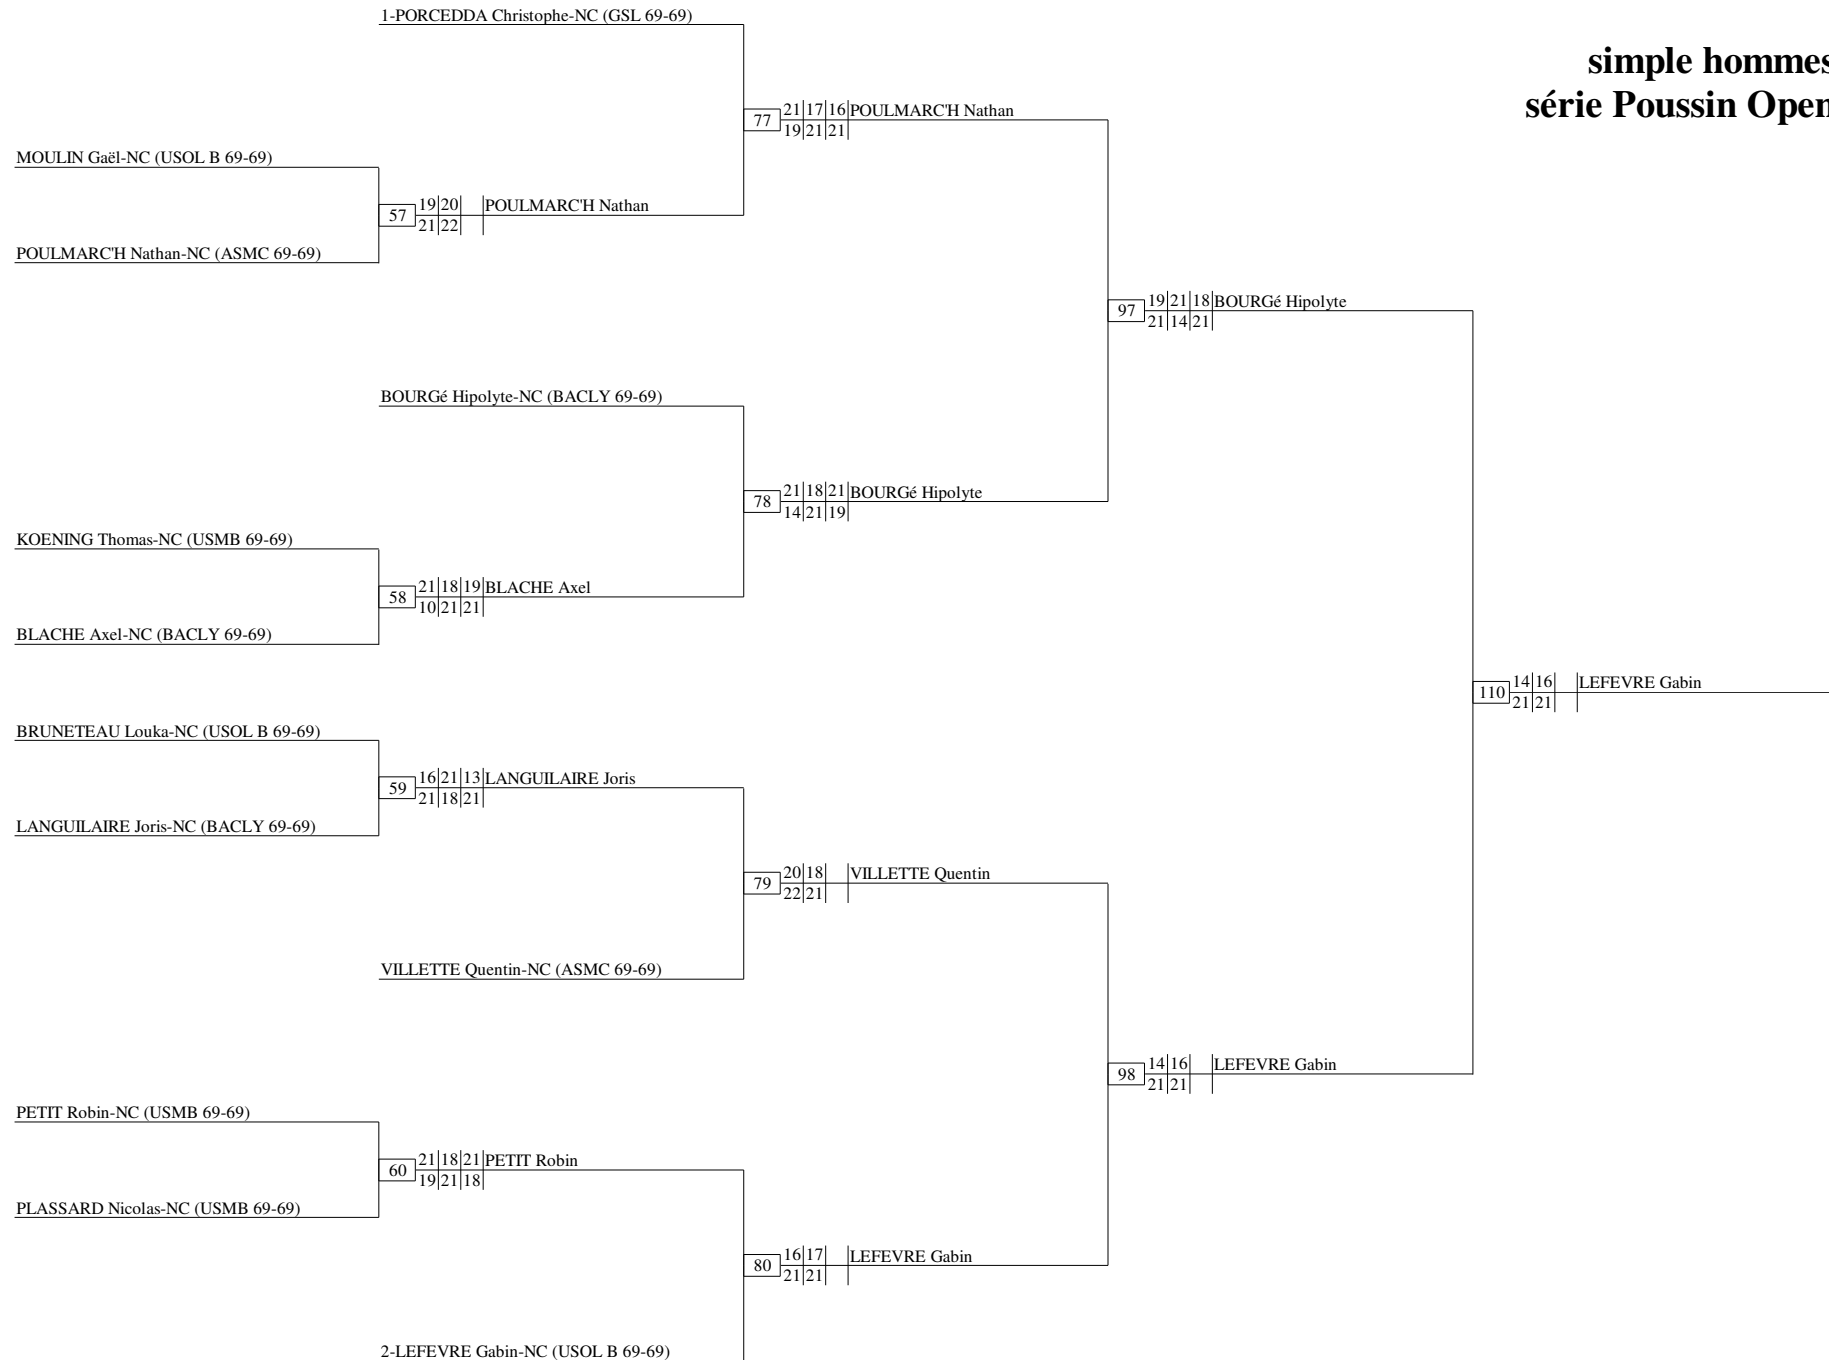 1-PORCEDDA Christophe-NC (GSL 69-69)
simple hommes
série Poussin Open
21 17 16 POULMARC'H Nathan
77
19 21 21
MOULIN Gaël-NC (USOL B 69-69)
19 20 POULMARC'H Nathan
57
21 22
POULMARC'H Nathan-NC (ASMC 69-69)
19 21 18 BOURGé Hipolyte
97
21 14 21
BOURGé Hipolyte-NC (BACLY 69-69)
21 18 21 BOURGé Hipolyte
78
14 21 19
KOENING Thomas-NC (USMB 69-69)
21 18 19 BLACHE Axel
58
10 21 21
BLACHE Axel-NC (BACLY 69-69)
14 16 LEFEVRE Gabin
110
21 21
BRUNETEAU Louka-NC (USOL B 69-69)
16 21 13 LANGUILAIRE Joris
59
21 18 21
LANGUILAIRE Joris-NC (BACLY 69-69)
20 18 VILLETTE Quentin
79
22 21
VILLETTE Quentin-NC (ASMC 69-69)
14 16 LEFEVRE Gabin
98
21 21
PETIT Robin-NC (USMB 69-69)
21 18 21 PETIT Robin
60
19 21 18
PLASSARD Nicolas-NC (USMB 69-69)
16 17 LEFEVRE Gabin
80
21 21
2-LEFEVRE Gabin-NC (USOL B 69-69)